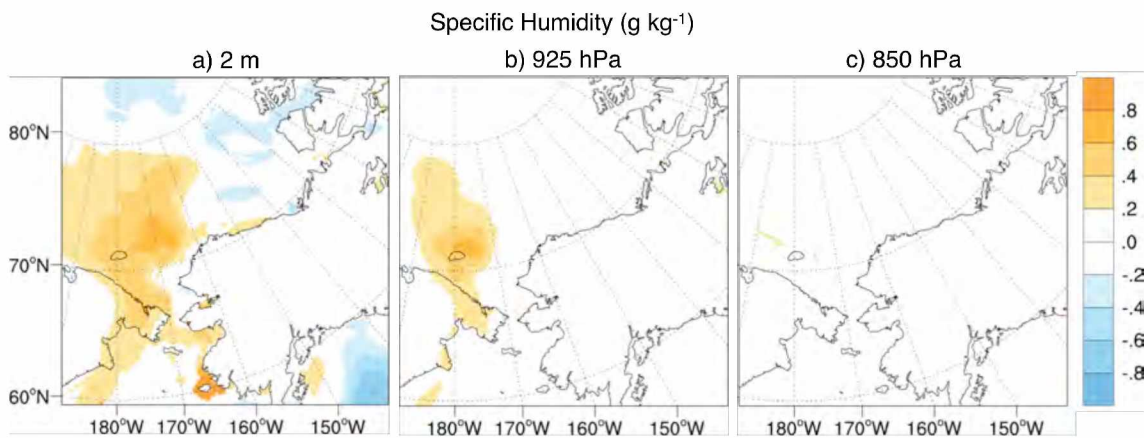 Specific Humidity (g kg-1)
a) 2 m
b) 925 hPa
c) 850 hPa
80°N
70°N
60°N
180°W 170°W 160°W 150°W
180°W 170°W 160°W 150°W
180°W 170°W 160°W 150°W
.8
.6
.4
.2
.0
-.2
-.4
-.6
-.8